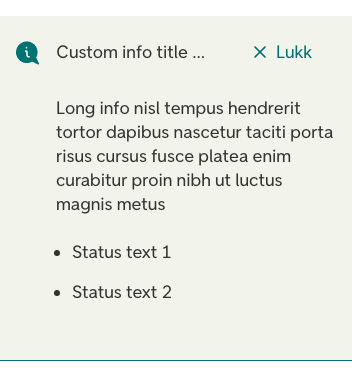 Custom info title ...
Lukk
Long info nisl tempus hendrerit
tortor dapibus nascetur taciti porta
risus cursus fusce platea enim
curabitur proin nibh ut luctus
magnis metus
• Status text 1
• Status text 2